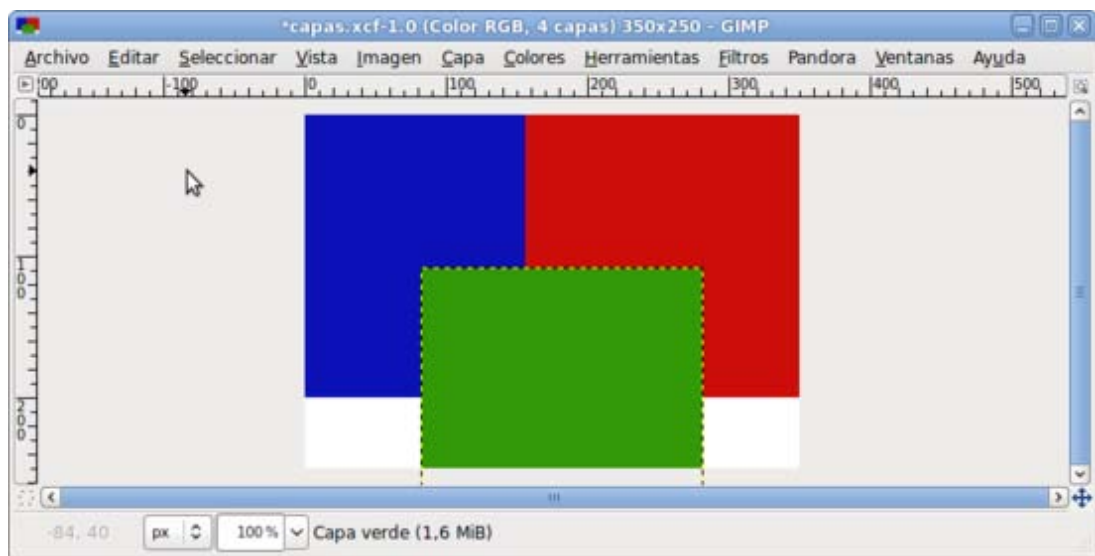 *capas.xcf-1.0 (Color RGB, 4 capas) 350x250 – GIMP
Archivo Editar Seleccionar Vista Imagen Capa Colores Herramientas Filtros Pandora Ventanas Ayuda
-100 0 100 200 300 400 500
0
100
200
-84, 40 px 100% Capa verde (1,6 MiB)